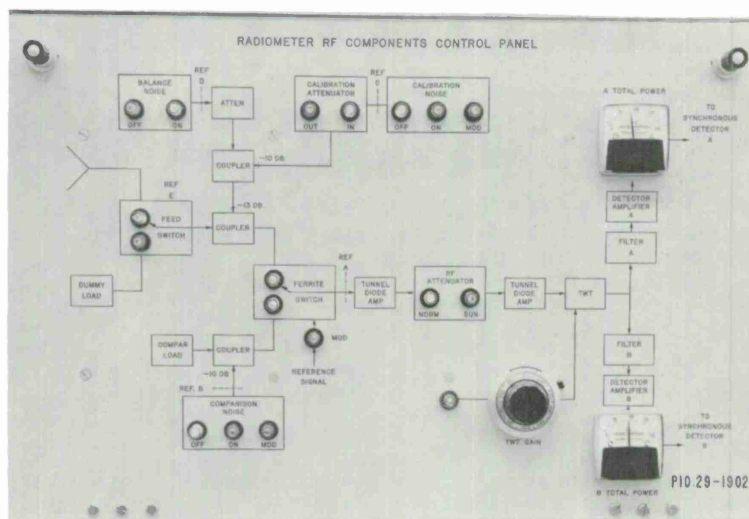 RADIOMETER RF COMPONENTS CONTROL PANEL
BALANCE
NOISE
OFF ON
REF
D
ATTEN
CALIBRATION
ATTENUATOR
OUT IN
REF
CALIBRATION
NOISE
OFF ON MOD
A TOTAL POWER
TO
SYNCHRONOUS
DETECTOR
A
COUPLER
-10 DB
REF
E
FEED
SWITCH
-13 DB
COUPLER
DETECTOR
AMPLIFIER
A
FILTER
A
DUMMY
LOAD
FERRITE
SWITCH
REF
A
TUNNEL
DIODE
AMP
RF
ATTENUATOR
NORM SUN
TUNNEL
DIODE
AMP
TWT
MOD
REFERENCE
SIGNAL
COMPAR
LOAD
COUPLER
-10 DB
REF. B
COMPARISON
NOISE
OFF ON MOD
TWT GAIN
FILTER
B
DETECTOR
AMPLIFIER
B
TO
SYNCHRONOUS
DETECTOR
B
B TOTAL POWER
P10.29-1902